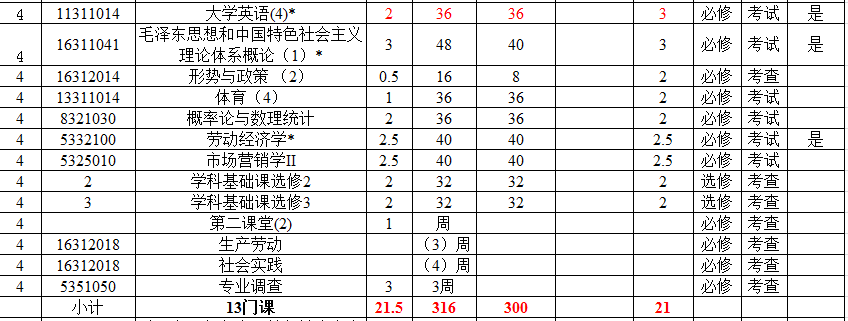 4 11311014 大学英语(4)* 2 36 36 3 必修 考试 是
4 16311041 毛泽东思想和中国特色社会主义 3 48 40 3 必修 考试 是
理论体系概论（1）*
4 16312014 形势与政策 （2） 0.5 16 8 2 必修 考查
4 13311014 体育（4） 1 36 36 2 必修 考试
4 8321030 概率论与数理统计 2 36 36 2 必修 考试
4 5332100 劳动经济学* 2.5 40 40 2.5 必修 考试 是
4 5325010 市场营销学II 2.5 40 40 2.5 必修 考试
4 2 学科基础课选修2 2 32 32 2 选修 考查
4 3 学科基础课选修3 2 32 32 2 选修 考查
4 第二课堂(2) 1 周 必修 考查
4 16312018 生产劳动 （3）周 必修 考查
4 16312018 社会实践 （4）周 必修 考查
4 5351050 专业调查 3 3周 必修 考查
小计 13门课 21.5 316 300 21